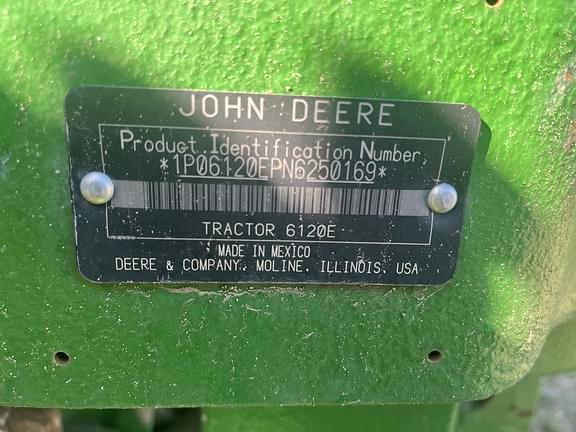 JOHN DEERE
Product Identification Number
*1P06120EPN6250169*
TRACTOR 6120E
MADE IN MEXICO
DEERE & COMPANY, MOLINE, ILLINOIS, USA